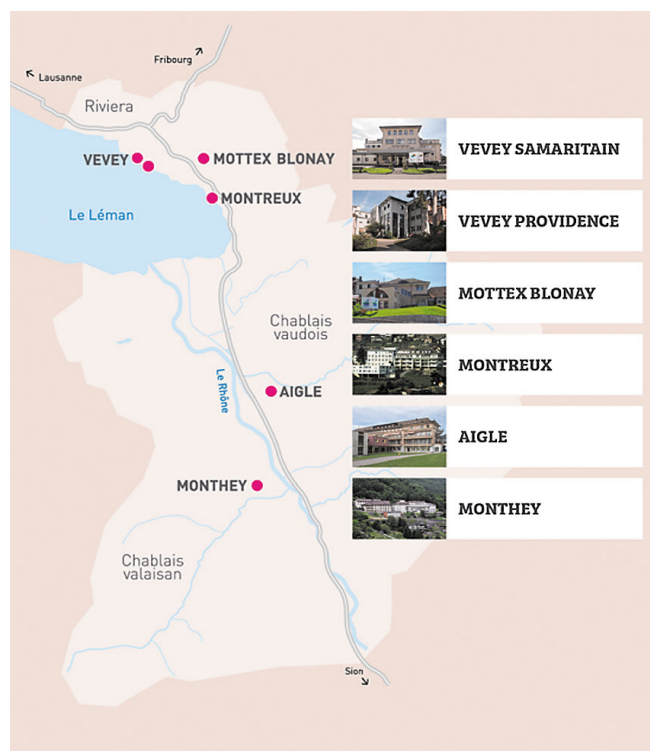 Fribourg
Lausanne
Riviera
VEVEY
MOTTEX BLONAY
MONTREUX
Le Léman
Chablais
vaudois
Le Rhône
AIGLE
MONTHEY
Chablais
valaisan
Sion
VEVEY SAMARITAIN
VEVEY PROVIDENCE
MOTTEX BLONAY
MONTREUX
AIGLE
MONTHEY